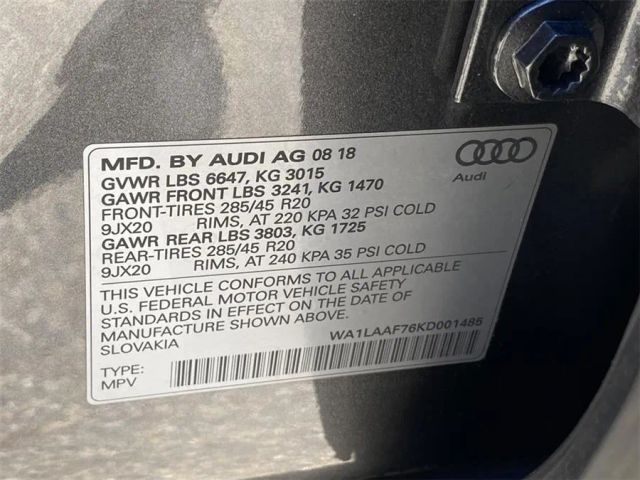 MFD. BY AUDI AG 08 18
GVWR LBS 6647, KG 3015
GAWR FRONT LBS 3241, KG 1470
FRONT-TIRES 285/45 R20
9JX20 RIMS, AT 220 KPA 32 PSI COLD
GAWR REAR LBS 3803, KG 1725
REAR-TIRES 285/45 R20
9JX20 RIMS, AT 240 KPA 35 PSI COLD
THIS VEHICLE CONFORMS TO ALL APPLICABLE
U.S. FEDERAL MOTOR VEHICLE SAFETY
STANDARDS IN EFFECT ON THE DATE OF
MANUFACTURE SHOWN ABOVE.
SLOVAKIA
WA1LAAF76KD001485
TYPE:
MPV
Audi